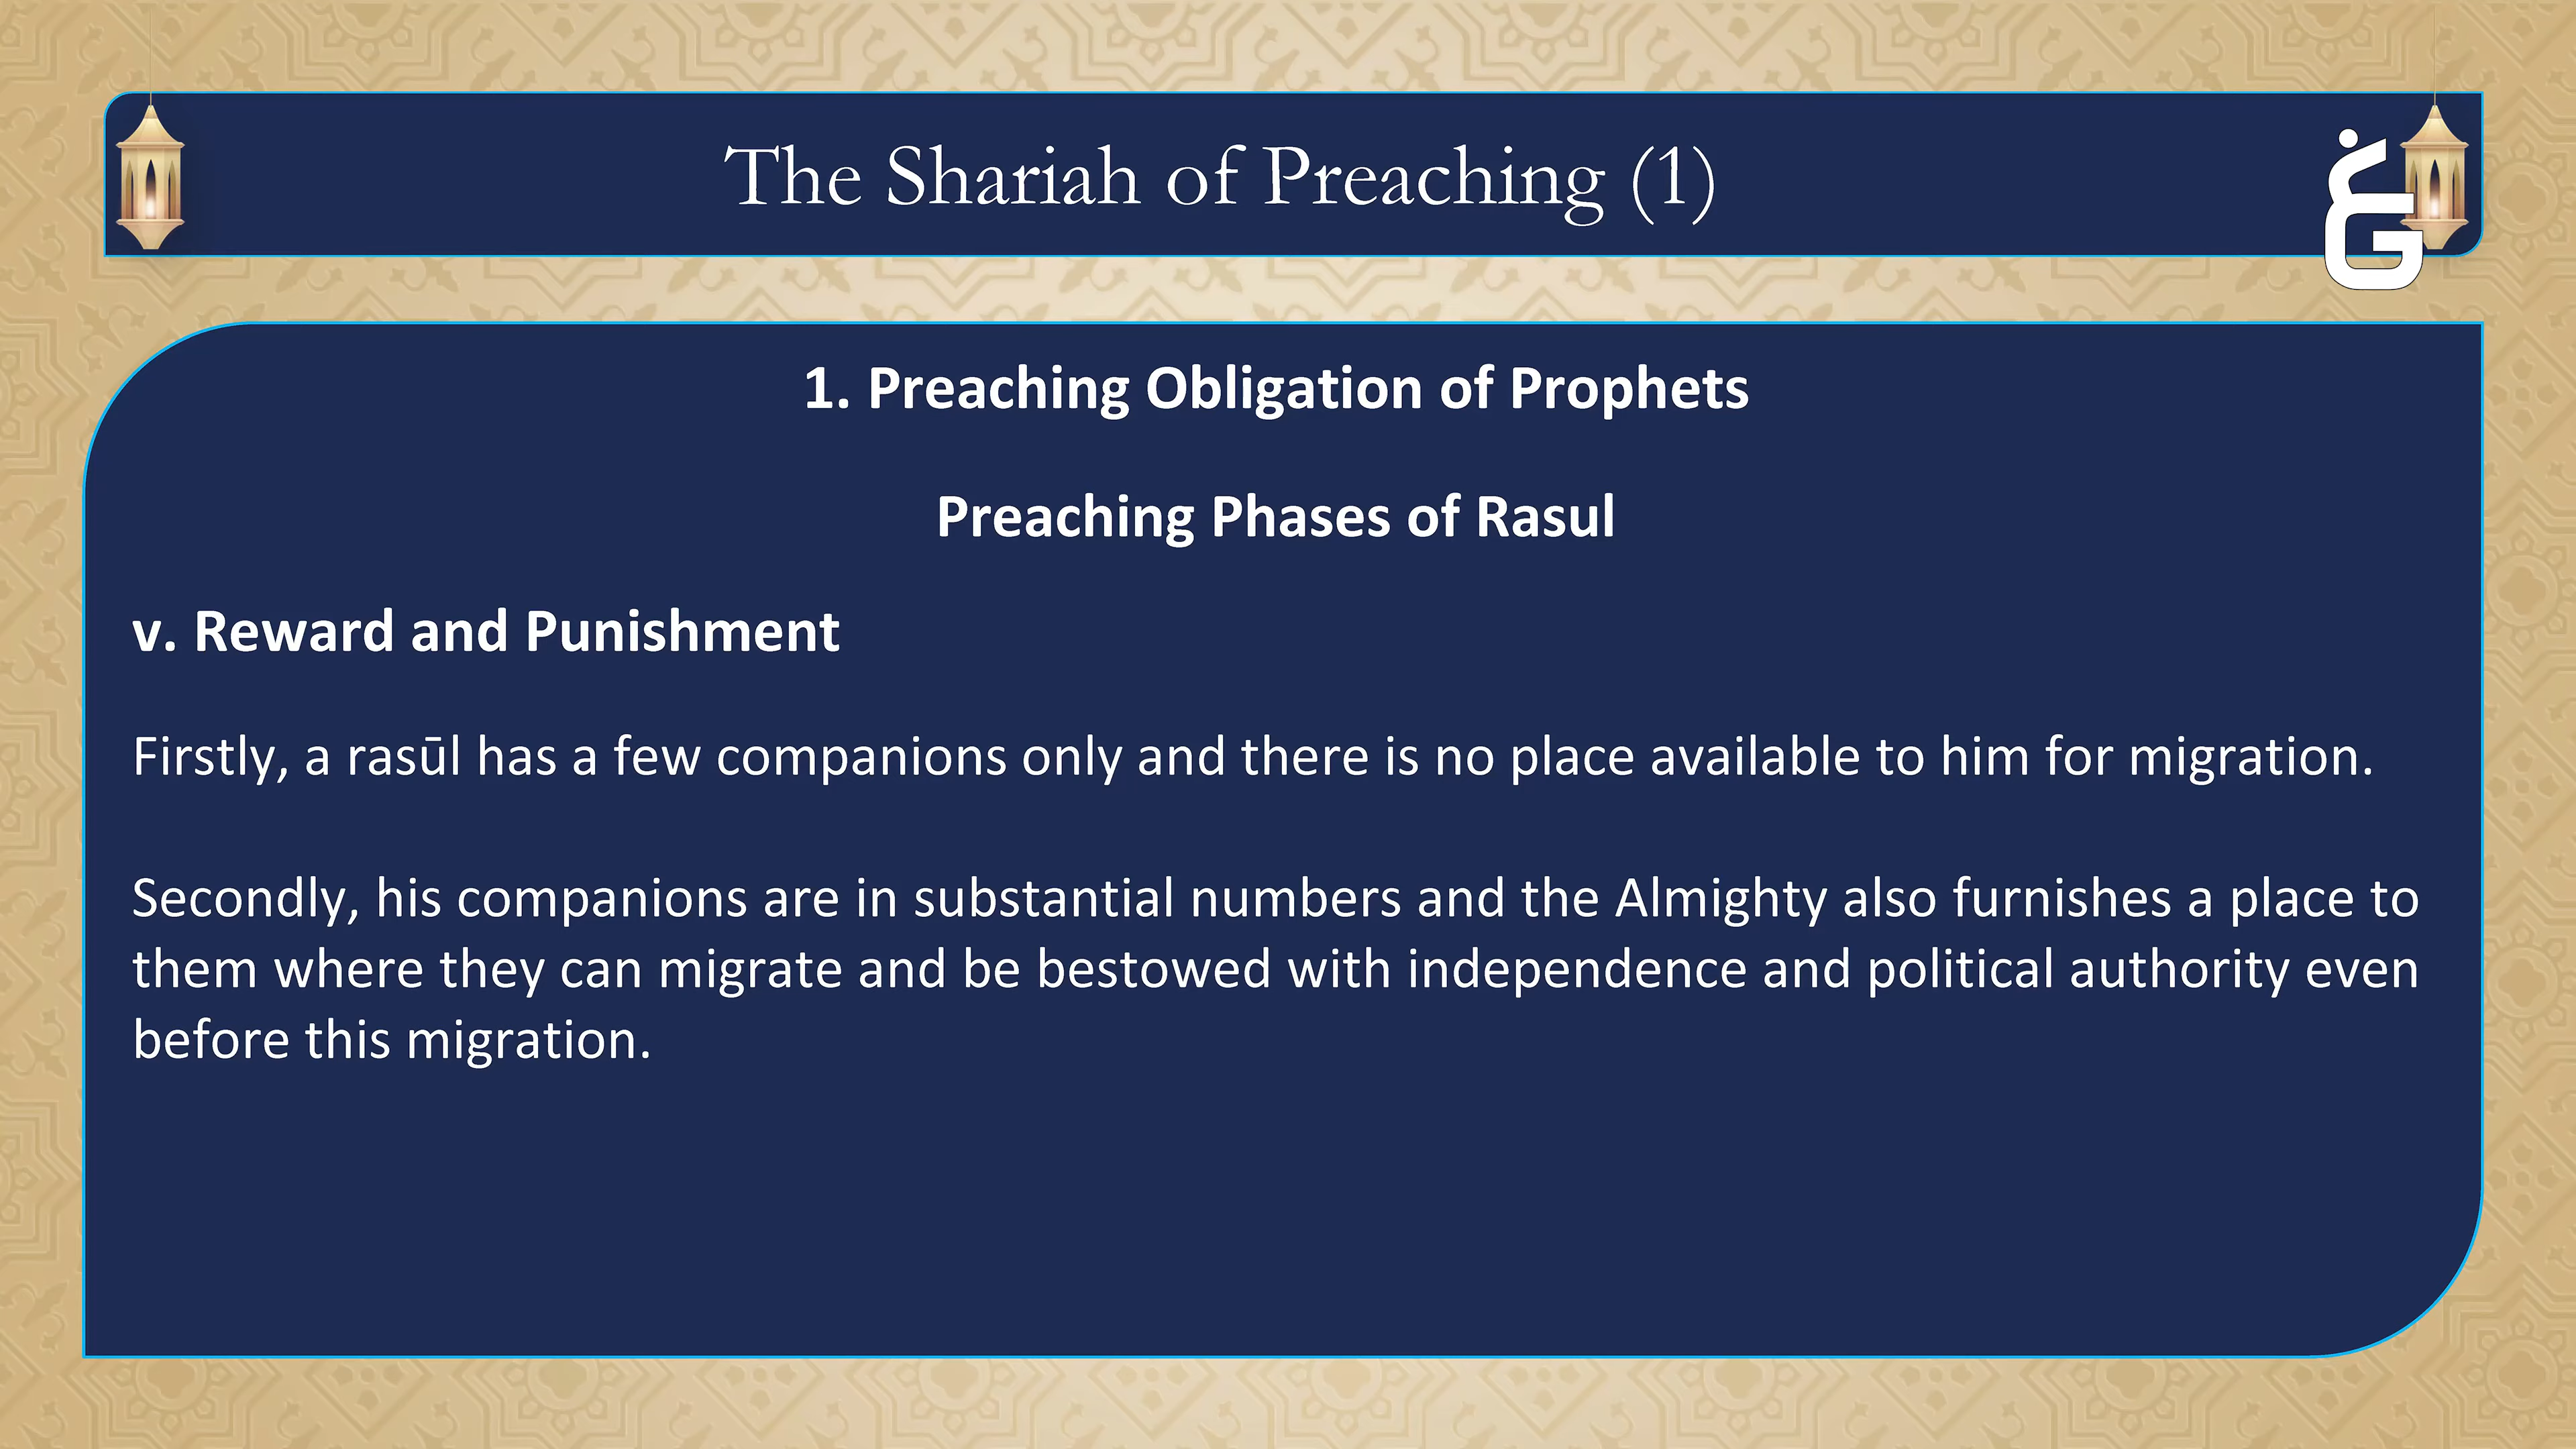 The Shariah of Preaching (1)
غ
G
1. Preaching Obligation of Prophets
Preaching Phases of Rasul
v. Reward and Punishment
Firstly, a rasūl has a few companions only and there is no place available to him for migration.
Secondly, his companions are in substantial numbers and the Almighty also furnishes a place to
them where they can migrate and be bestowed with independence and political authority even
before this migration.